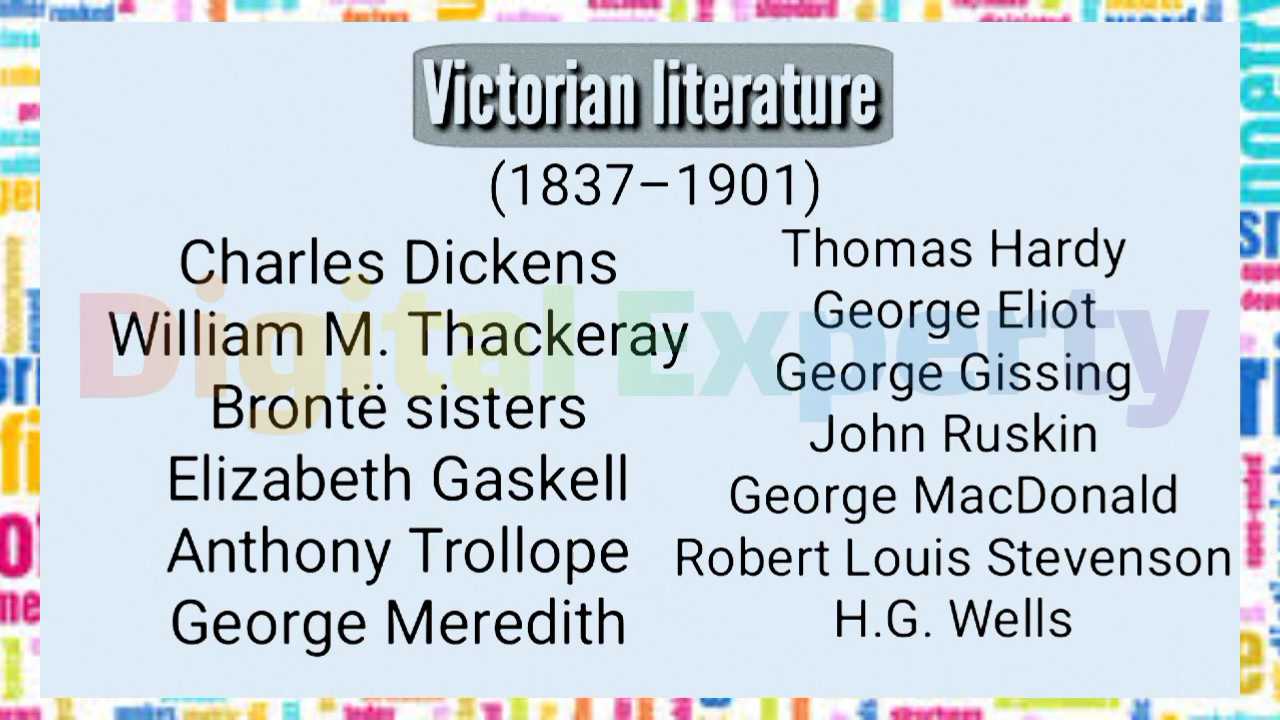 Victorian literature
(1837–1901)
Charles Dickens
William M. Thackeray
Brontë sisters
Elizabeth Gaskell
Anthony Trollope
George Meredith
Thomas Hardy
George Eliot
George Gissing
John Ruskin
George MacDonald
Robert Louis Stevenson
H.G. Wells
Digital Experty